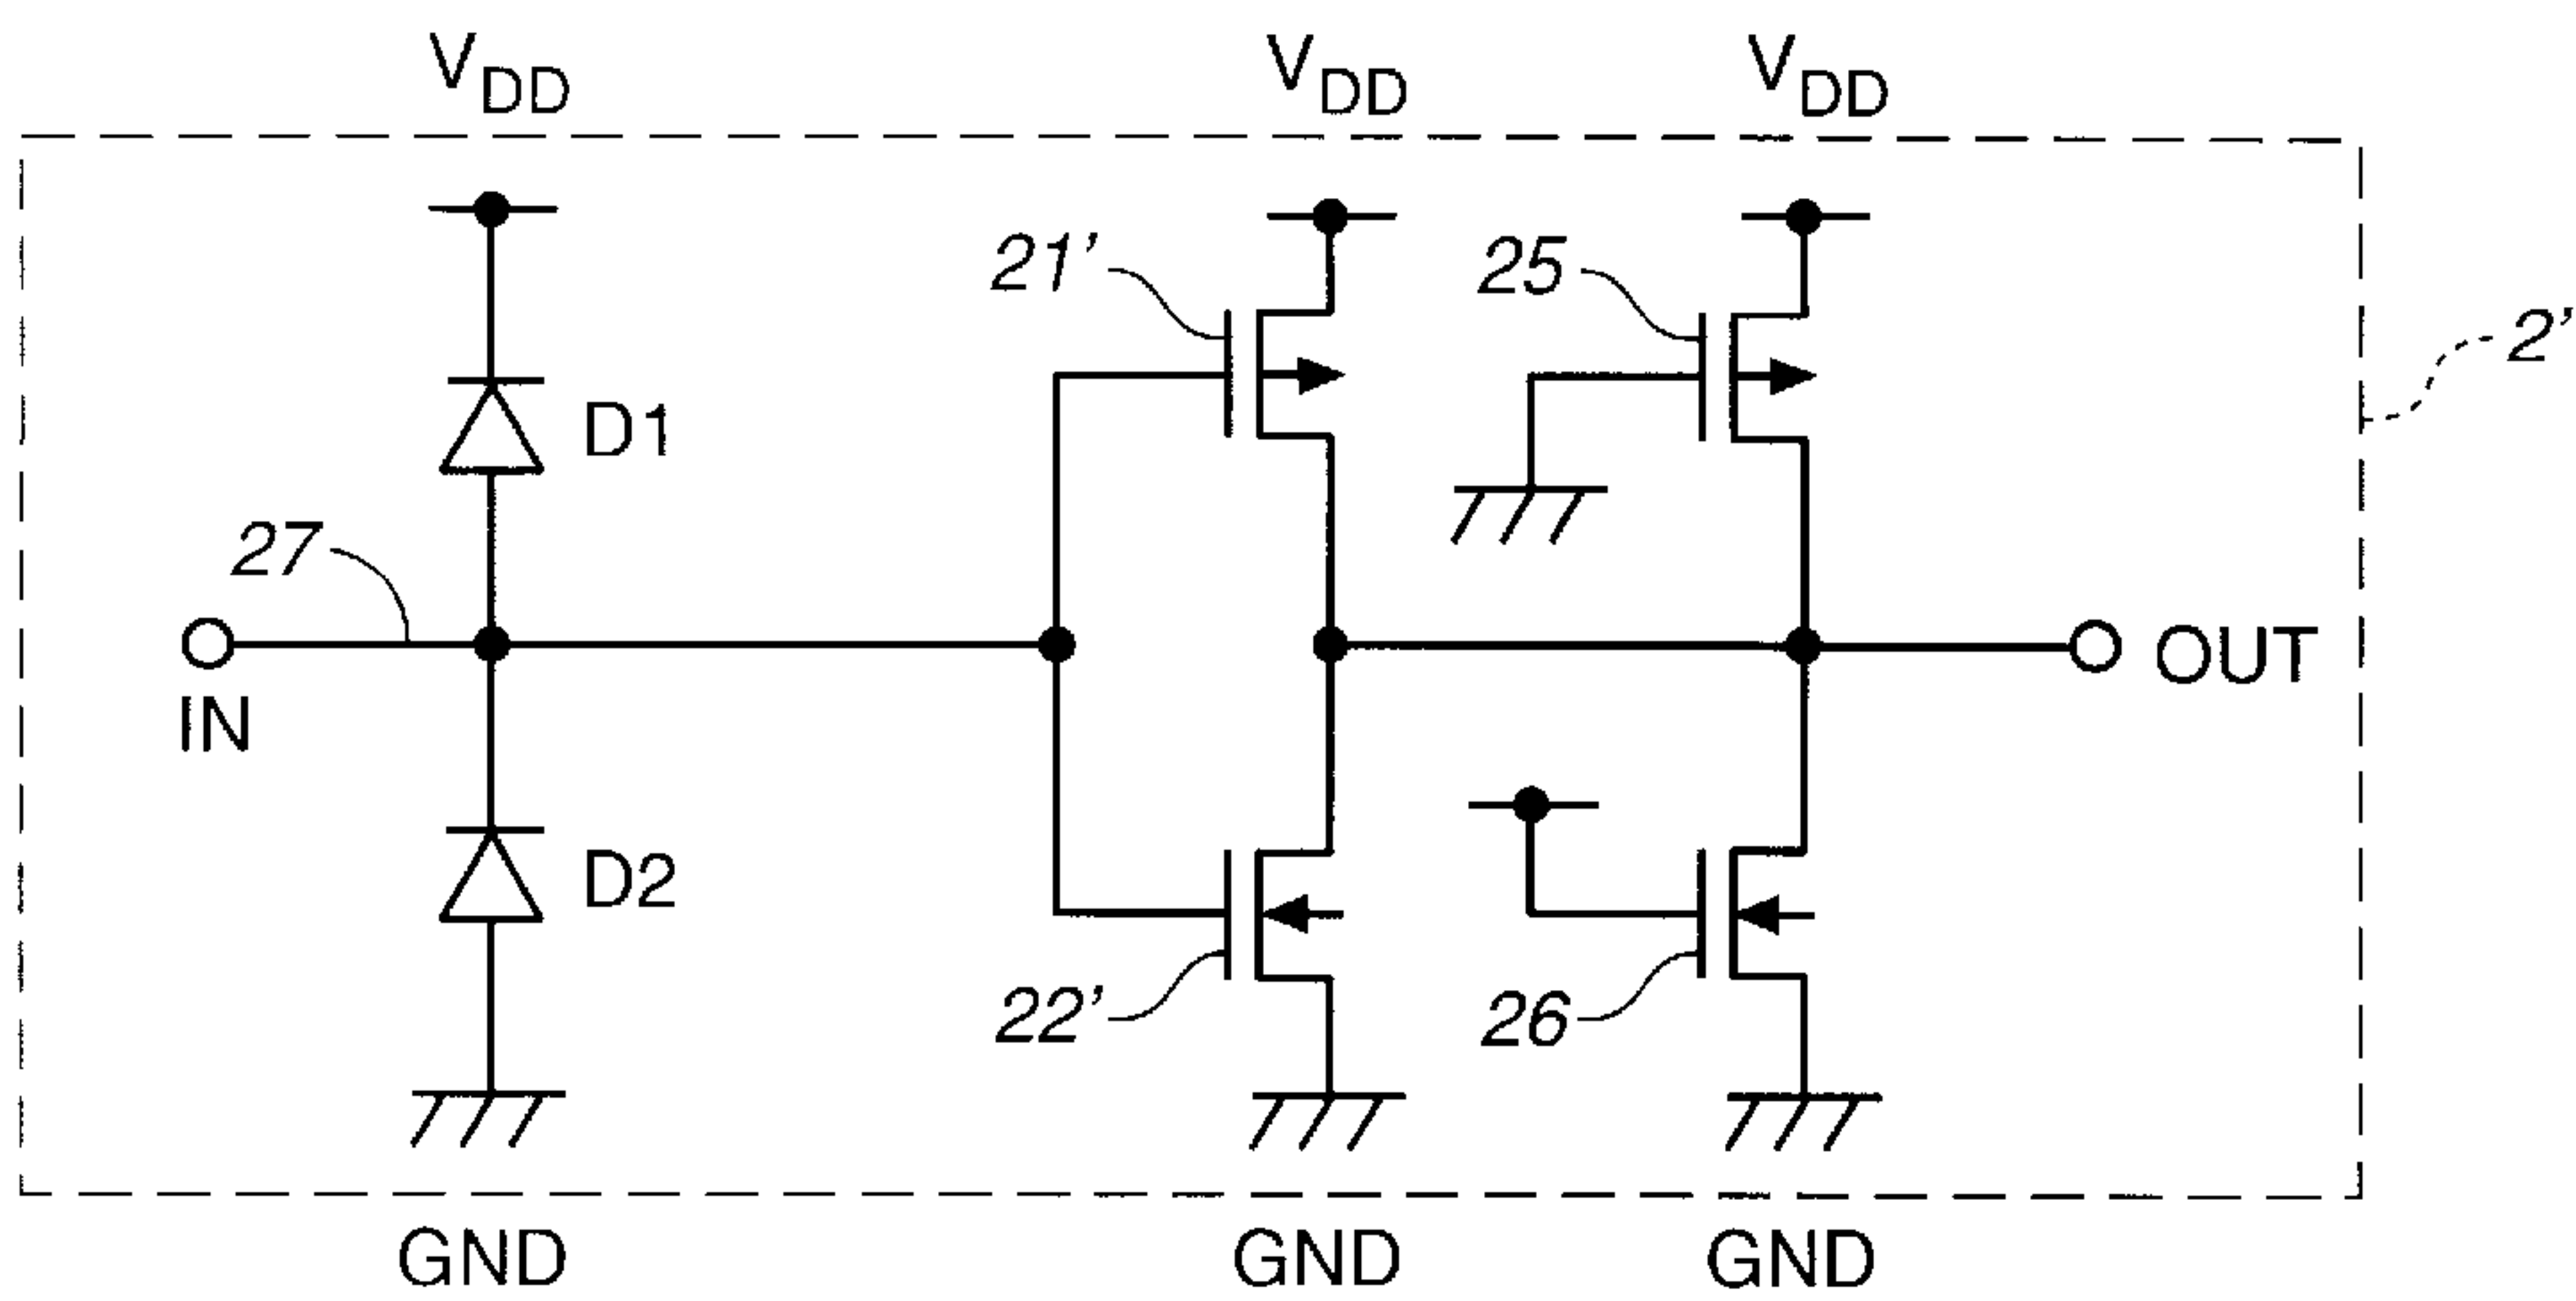 VDD VDD VDD
21’ 25
2’
D1
27
IN OUT
D2
22’ 26
GND GND GND